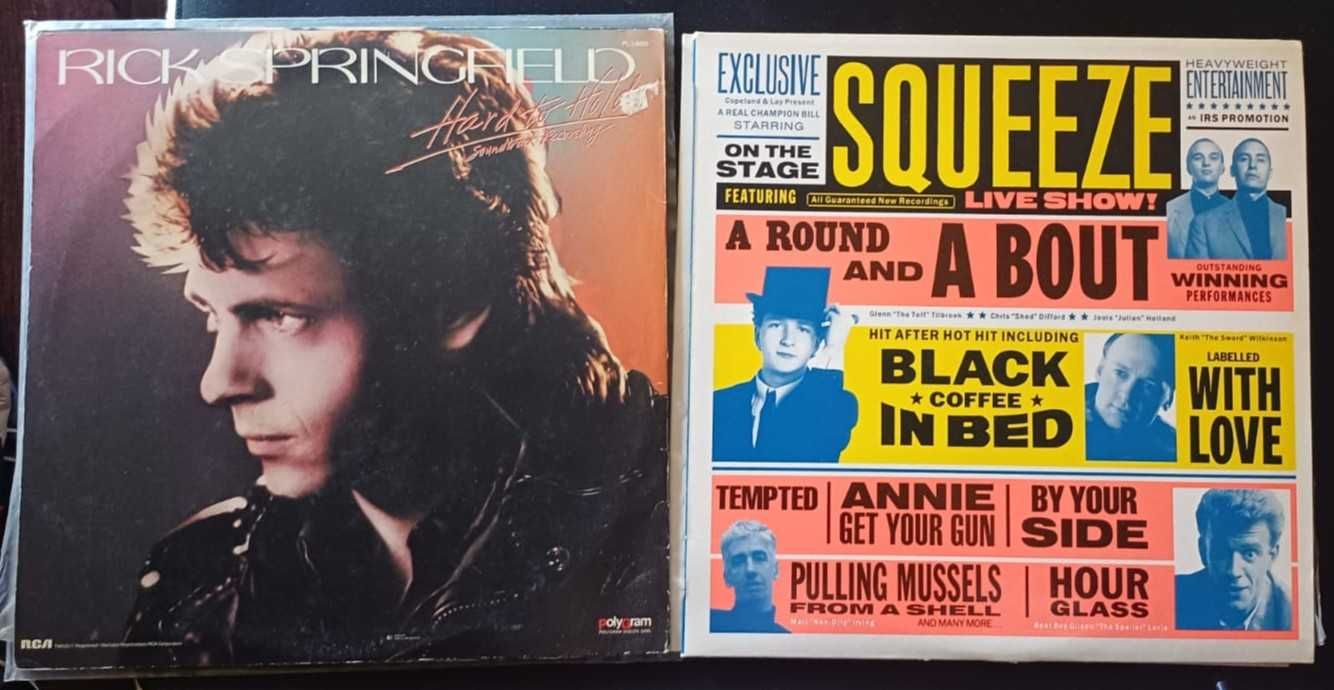 RICK SPRINGFIELD
Hard to Hold
Soundtrack Recording
RCA
PolyGram
EXCLUSIVE
Copeland & Lay Present
A REAL CHAMPION BILL
STARRING
ON THE
STAGE
FEATURING
All Guaranteed New Recordings
SQUEEZE
LIVE SHOW!
HEAVYWEIGHT
ENTERTAINMENT
AN IRS PROMOTION
A ROUND
AND A BOUT
OUTSTANDING
WINNING
PERFORMANCES
Glenn "The Toff" Tilbrook ★★ Chris "Shed" Difford ★★ Jools "Julian" Holland
HIT AFTER HOT HIT INCLUDING
BLACK
★ COFFEE ★
IN BED
Keith "The Sword" Wilkinson
LABELLED
WITH
LOVE
TEMPTED
ANNIE
GET YOUR GUN
BY YOUR
SIDE
PULLING MUSSELS
FROM A SHELL
HOUR
GLASS
AND MANY MORE...